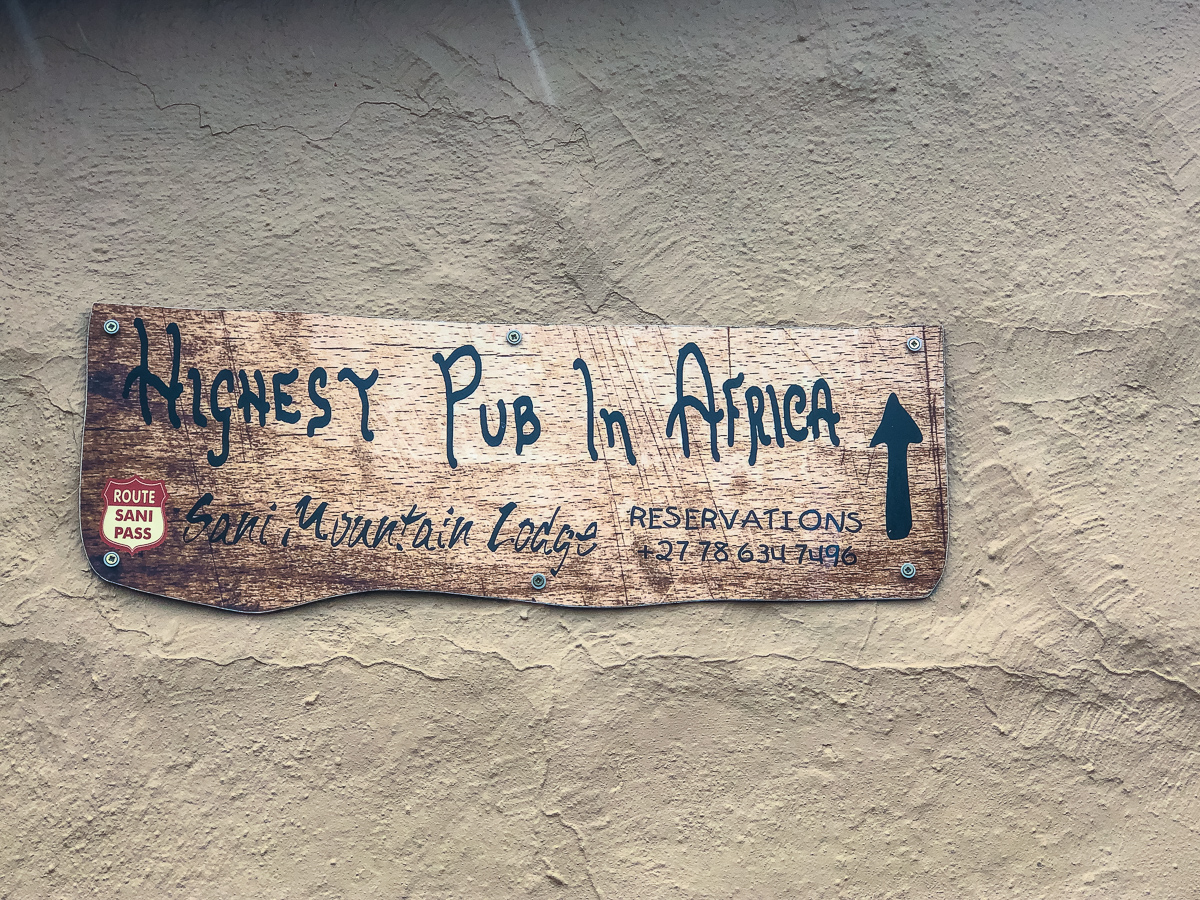 Highest Pub In Africa
ROUTE
SANI
PASS
Sani Mountain Lodge
RESERVATIONS
+27 78 634 7496